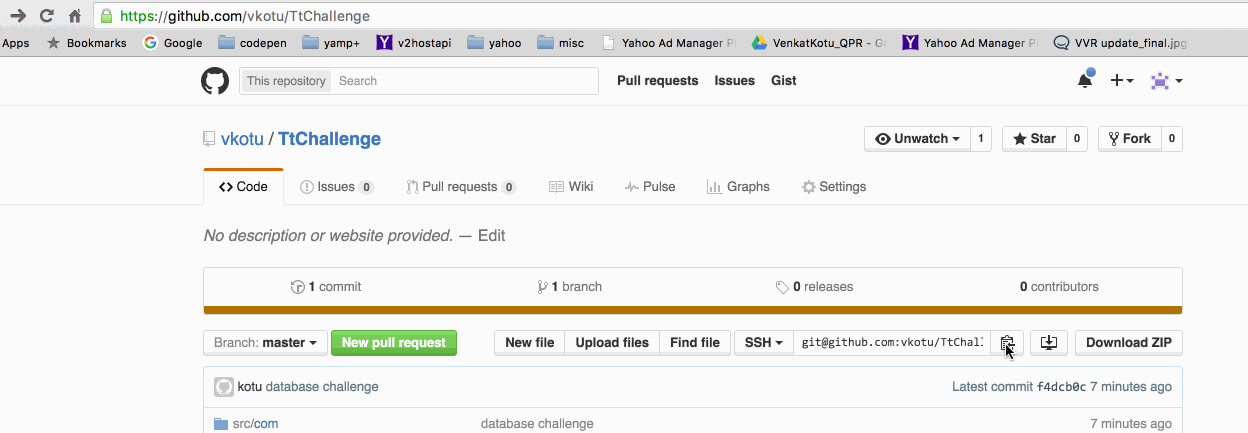 https://github.com/vkotu/TtChallenge
Apps Bookmarks Google codepen yamp+ v2hostapi yahoo misc Yahoo Ad Manager VenkatKotu_QPR - Yahoo Ad Manager VVR update_final.jpg
This repository Search Pull requests Issues Gist
vkotu / TtChallenge Unwatch 1 Star 0 Fork 0
Code Issues 0 Pull requests 0 Wiki Pulse Graphs Settings
No description or website provided. — Edit
1 commit 1 branch 0 releases 0 contributors
Branch: master New pull request New file Upload files Find file SSH git@github.com:vkotu/TtChal Download ZIP
kotu database challenge Latest commit f4dcb0c 7 minutes ago
src/com database challenge 7 minutes ago